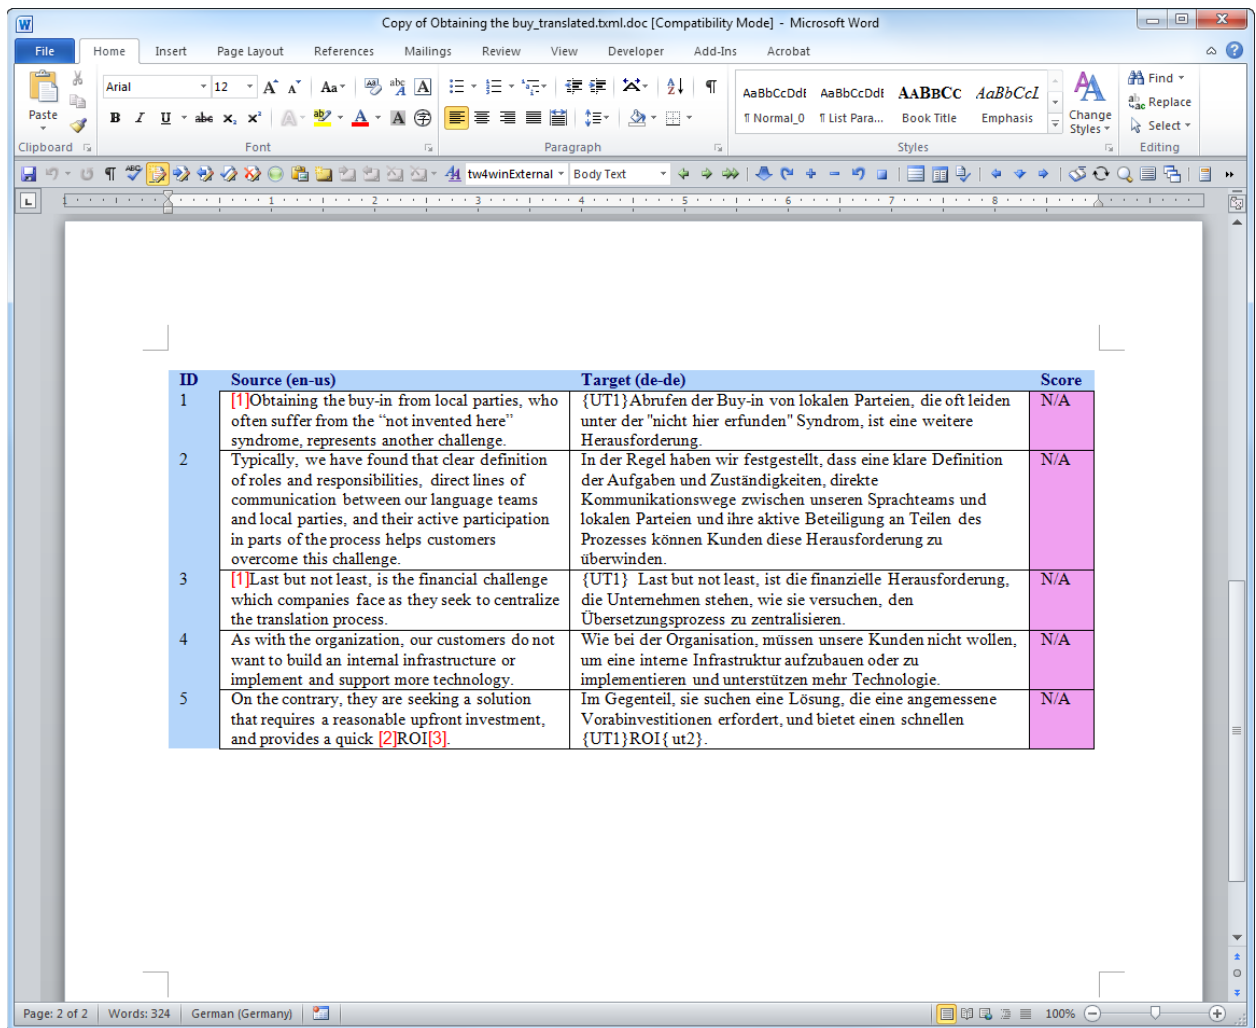 Copy of Obtaining the buy_translated.txml.doc [Compatibility Mode] - Microsoft Word
File Home Insert Page Layout References Mailings Review View Developer Add-Ins Acrobat
Arial 12 Aa
Paste
B I U abc x₂ x² A
AaBbCcDdE AaBbCcDdE AABBCC AaBbCcI
¶ Normal_0 ¶ List Para... Book Title Emphasis
Change Styles
Find
Replace
Select
Clipboard Font Paragraph Styles Editing
tw4winExternal Body Text
1 1 2 3 4 5 6 7 8
ID Source (en-us) Target (de-de) Score
1
[1]Obtaining the buy-in from local parties, who
often suffer from the “not invented here”
syndrome, represents another challenge.
{UT1}Abrufen der Buy-in von lokalen Parteien, die oft leiden
unter der "nicht hier erfunden" Syndrom, ist eine weitere
Herausforderung.
N/A
2
Typically, we have found that clear definition
of roles and responsibilities, direct lines of
communication between our language teams
and local parties, and their active participation
in parts of the process helps customers
overcome this challenge.
In der Regel haben wir festgestellt, dass eine klare Definition
der Aufgaben und Zuständigkeiten, direkte
Kommunikationswege zwischen unseren Sprachteams und
lokalen Parteien und ihre aktive Beteiligung an Teilen des
Prozesses können Kunden diese Herausforderung zu
überwinden.
N/A
3
[1]Last but not least, is the financial challenge
which companies face as they seek to centralize
the translation process.
{UT1} Last but not least, ist die finanzielle Herausforderung,
die Unternehmen stehen, wie sie versuchen, den
Übersetzungsprozess zu zentralisieren.
N/A
4
As with the organization, our customers do not
want to build an internal infrastructure or
implement and support more technology.
Wie bei der Organisation, müssen unsere Kunden nicht wollen,
um eine interne Infrastruktur aufzubauen oder zu
implementieren und unterstützen mehr Technologie.
N/A
5
On the contrary, they are seeking a solution
that requires a reasonable upfront investment,
and provides a quick [2]ROI[3].
Im Gegenteil, sie suchen eine Lösung, die eine angemessene
Vorabinvestitionen erfordert, und bietet einen schnellen
{UT1}ROI{ ut2}.
N/A
Page: 2 of 2 Words: 324 German (Germany) 100%